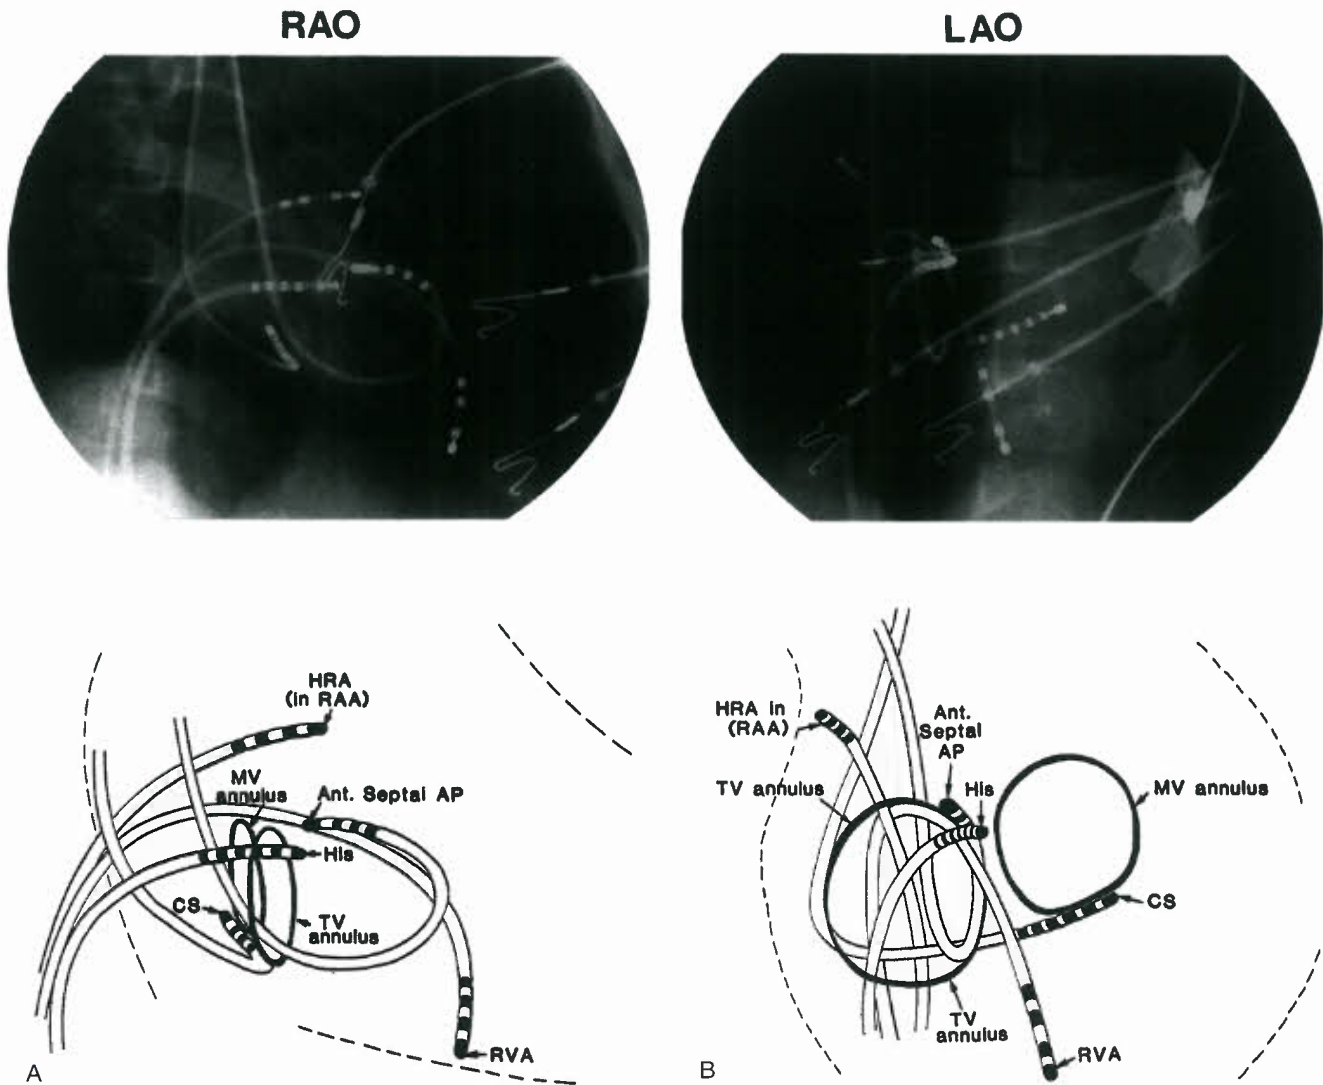 RAO
LAO
HRA
(in RAA)
MV
annulus
Ant. Septal AP
His
CS
TV
annulus
RVA
A
HRA in
(RAA)
Ant.
Septal
AP
TV annulus
His
MV annulus
CS
TV
annulus
RVA
B